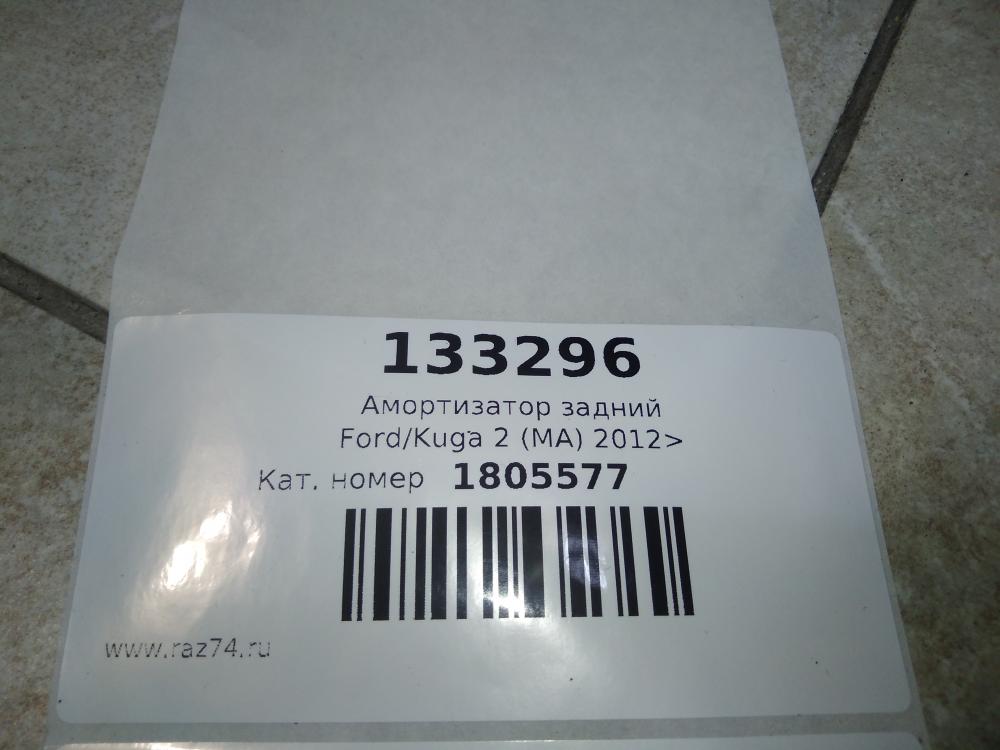 133296
Амортизатор задний
Ford/Kuga 2 (MA) 2012>
Кат. номер 1805577
www.raz74.ru